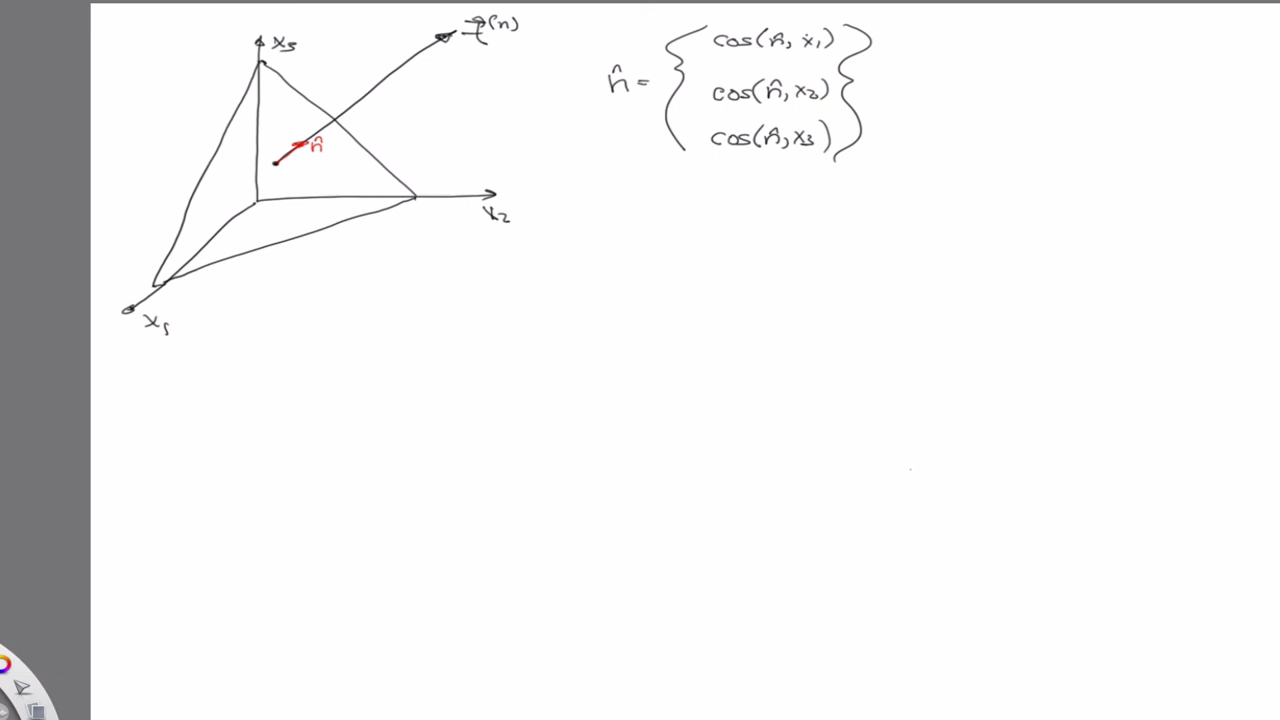 x₃
t⃗⁽ⁿ⁾
n̂
x₂
x₁
n̂ = { cos(n̂, x₁)
cos(n̂, x₂)
cos(n̂, x₃) }